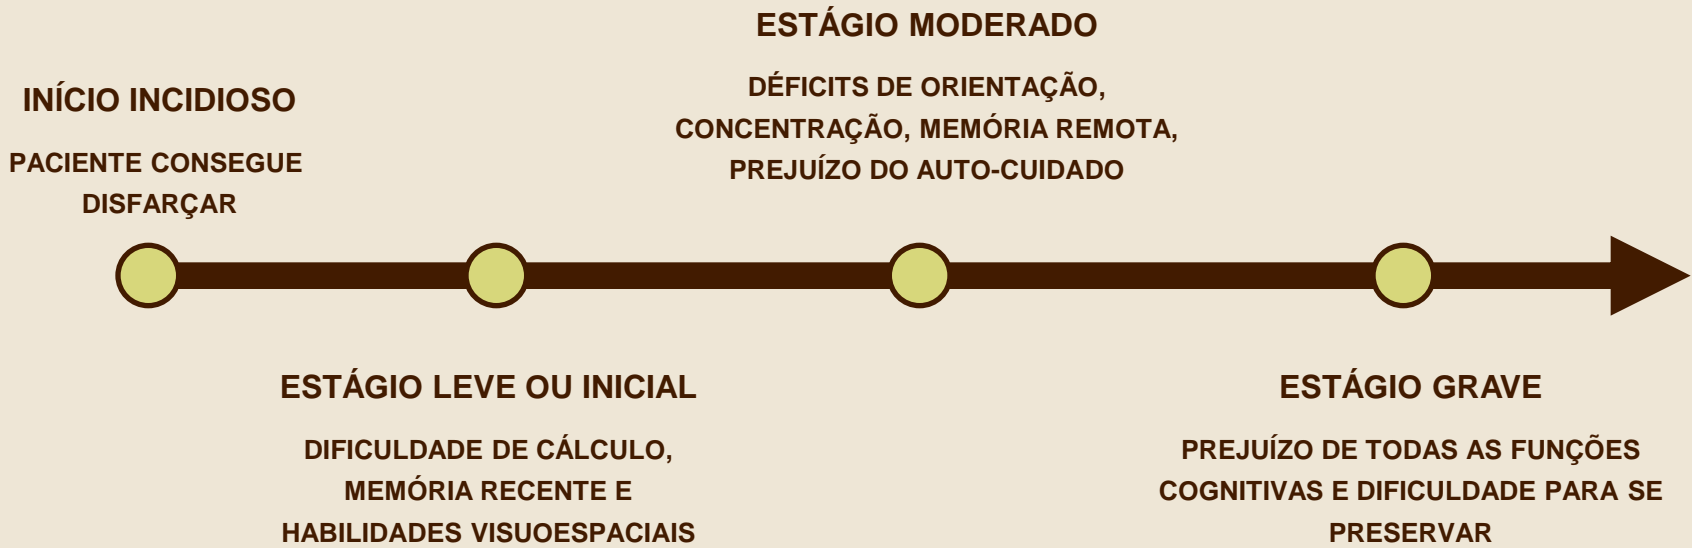 INÍCIO INCIDIOSO
PACIENTE CONSEGUE
DISFARÇAR
ESTÁGIO LEVE OU INICIAL
DIFICULDADE DE CÁLCULO,
MEMÓRIA RECENTE E
HABILIDADES VISUOESPACIAIS
ESTÁGIO MODERADO
DÉFICITS DE ORIENTAÇÃO,
CONCENTRAÇÃO, MEMÓRIA REMOTA,
PREJUÍZO DO AUTO-CUIDADO
ESTÁGIO GRAVE
PREJUÍZO DE TODAS AS FUNÇÕES
COGNITIVAS E DIFICULDADE PARA SE
PRESERVAR